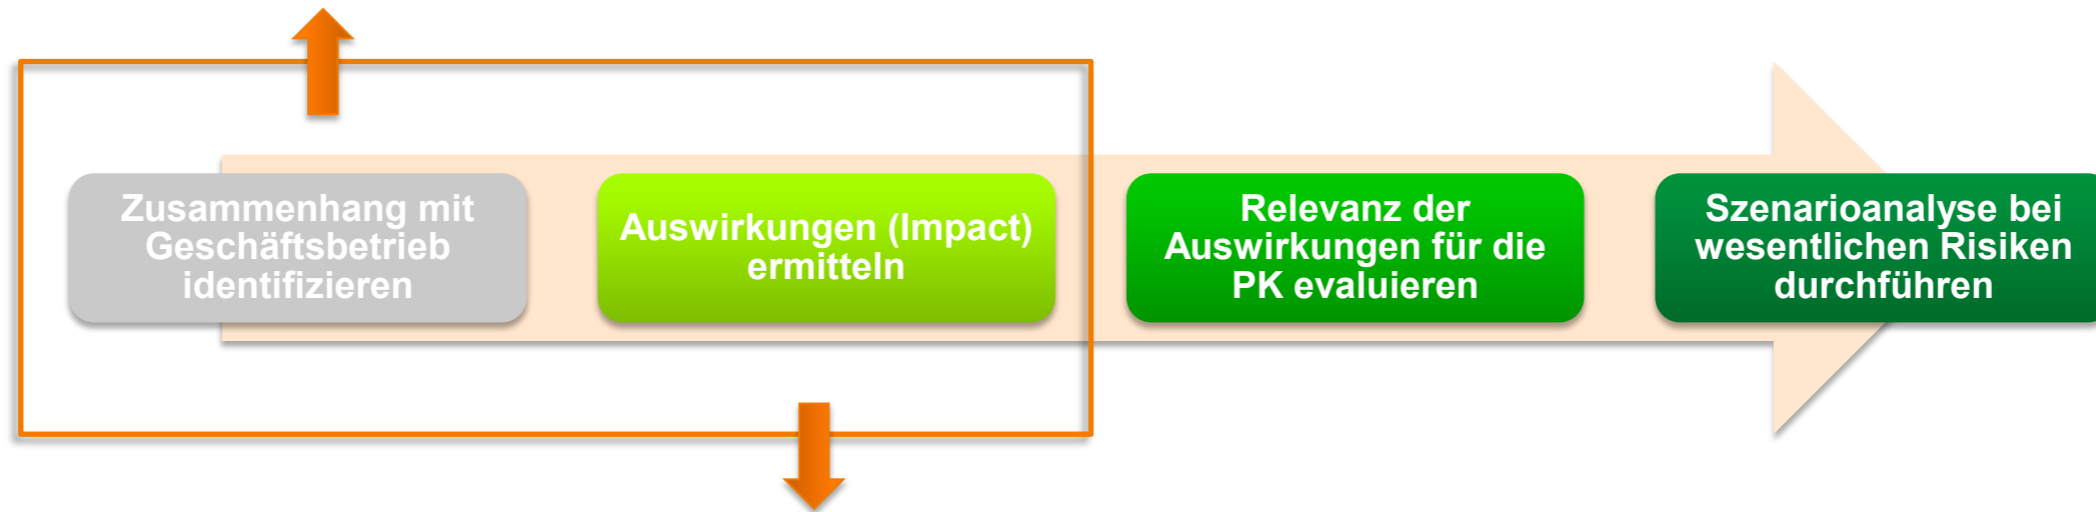 Zusammenhang mit
Geschäftsbetrieb
identifizieren
Auswirkungen (Impact)
ermitteln
Relevanz der
Auswirkungen für die
PK evaluieren
Szenarioanalyse bei
wesentlichen Risiken
durchführen